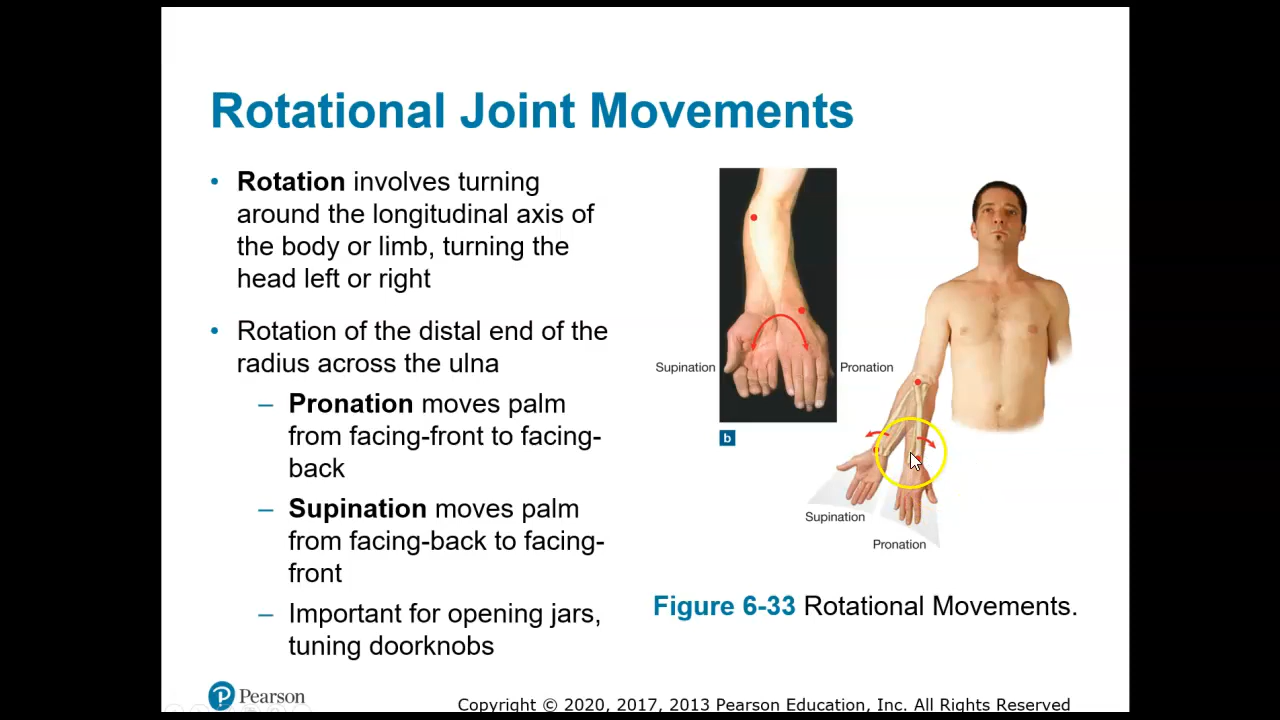 Rotational Joint Movements
• Rotation involves turning
around the longitudinal axis of
the body or limb, turning the
head left or right
• Rotation of the distal end of the
radius across the ulna
– Pronation moves palm
from facing-front to facing-
back
– Supination moves palm
from facing-back to facing-
front
– Important for opening jars,
tuning doorknobs
Supination
Pronation
b
Supination
Pronation
Figure 6-33 Rotational Movements.
P Pearson
Copyright © 2020, 2017, 2013 Pearson Education, Inc. All Rights Reserved